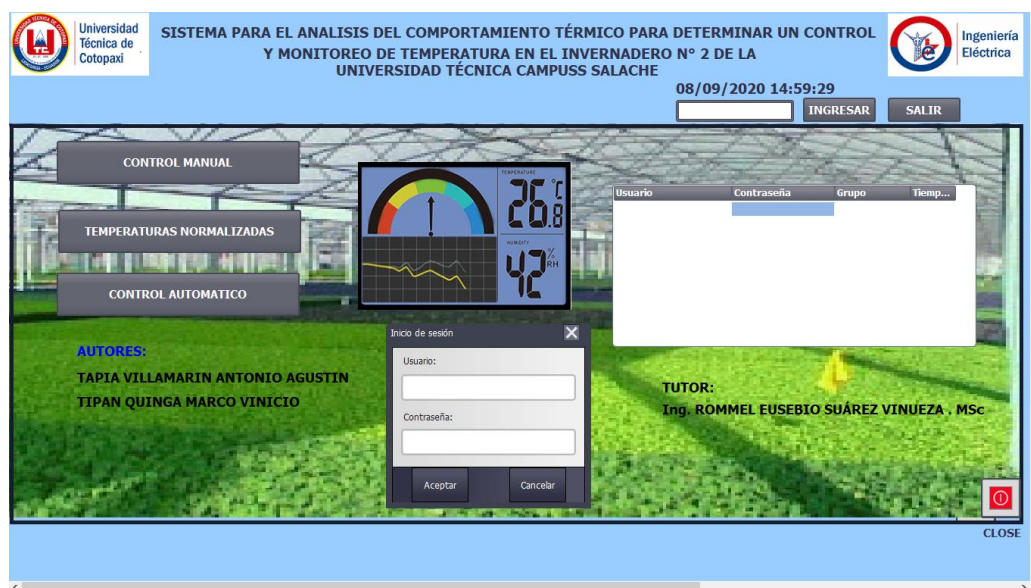 Universidad
Técnica de
Cotopaxi
SISTEMA PARA EL ANALISIS DEL COMPORTAMIENTO TÉRMICO PARA DETERMINAR UN CONTROL
Y MONITOREO DE TEMPERATURA EN EL INVERNADERO N° 2 DE LA
UNIVERSIDAD TÉCNICA CAMPUSS SALACHE
Ingeniería
Eléctrica
08/09/2020 14:59:29
INGRESAR SALIR
CONTROL MANUAL
TEMPERATURAS NORMALIZADAS
CONTROL AUTOMATICO
TEMPERATURE
26.8 °C
HUMIDITY
42 % RH
Usuario Contraseña Grupo Tiemp...
Inicio de sesión
Usuario:
Contraseña:
Aceptar Cancelar
AUTORES:
TAPIA VILLAMARIN ANTONIO AGUSTIN
TIPAN QUINGA MARCO VINICIO
TUTOR:
Ing. ROMMEL EUSEBIO SUÁREZ VINUEZA . MSc
CLOSE